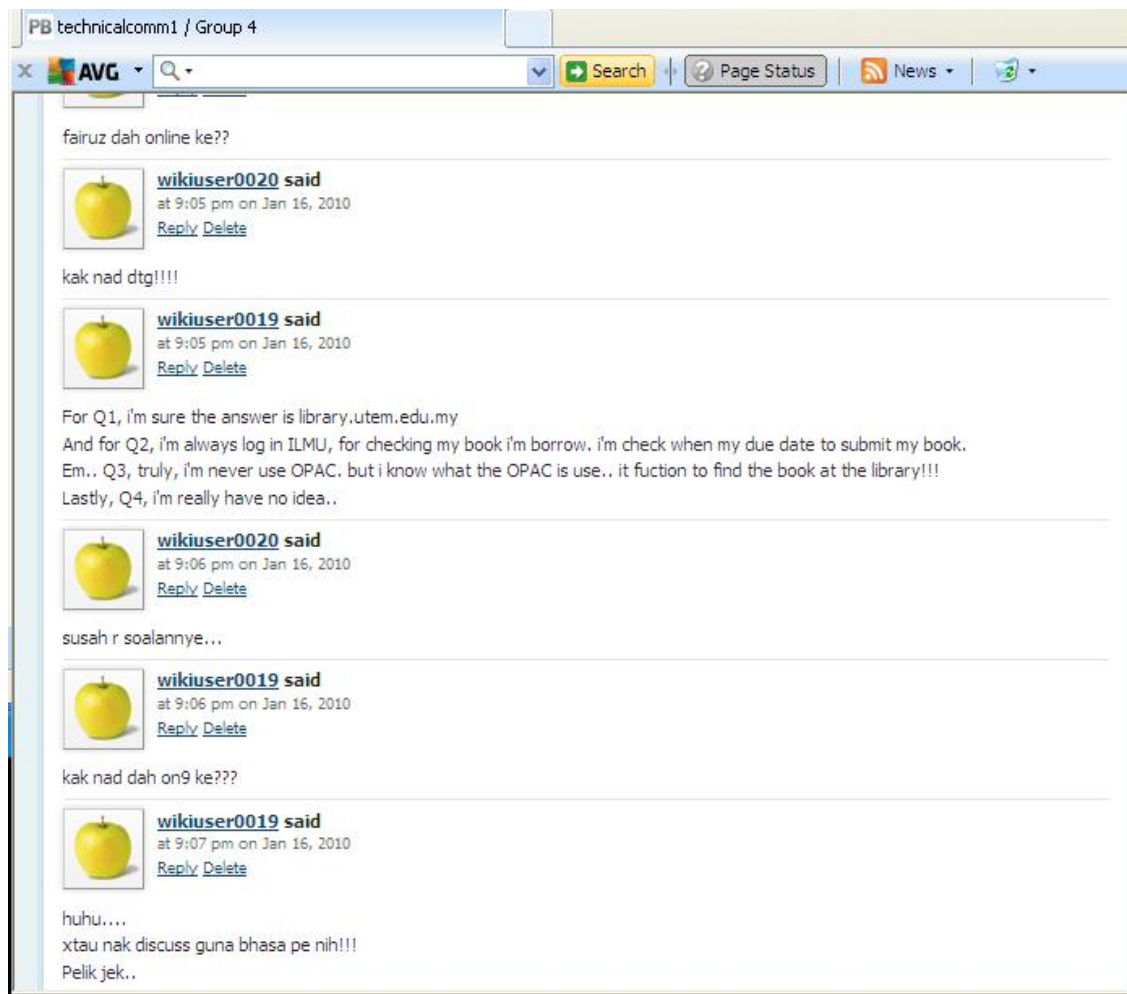 PB technicalcomm1 / Group 4
x AVG Search Page Status News
fairuz dah online ke??
wikiuser0020 said
at 9:05 pm on Jan 16, 2010
Reply Delete
kak nad dtg!!!!
wikiuser0019 said
at 9:05 pm on Jan 16, 2010
Reply Delete
For Q1, i'm sure the answer is library.utem.edu.my
And for Q2, i'm always log in ILMU, for checking my book i'm borrow. i'm check when my due date to submit my book.
Em.. Q3, truly, i'm never use OPAC. but i know what the OPAC is use.. it fuction to find the book at the library!!!
Lastly, Q4, i'm really have no idea..
wikiuser0020 said
at 9:06 pm on Jan 16, 2010
Reply Delete
susah r soalannye...
wikiuser0019 said
at 9:06 pm on Jan 16, 2010
Reply Delete
kak nad dah on9 ke???
wikiuser0019 said
at 9:07 pm on Jan 16, 2010
Reply Delete
huhu....
xtau nak discuss guna bhasa pe nih!!!
Pelik jek..